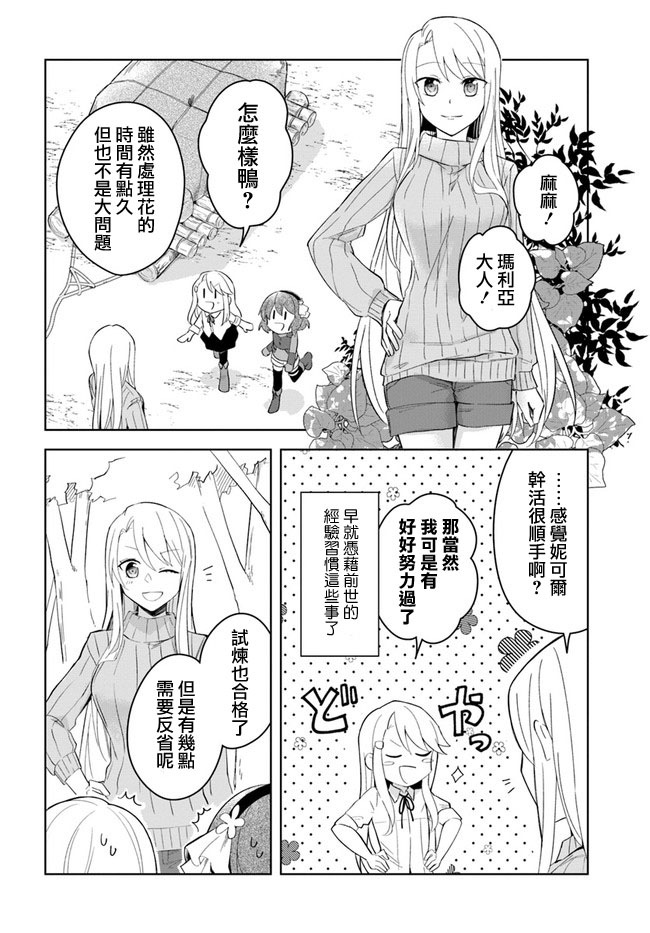 麻麻！
瑪利亞
大人！
怎麼樣鴨？
雖然處理花的
時間有點久
但也不是大問題
……感覺妮可爾
幹活很順手啊？
那當然
我可是有
好好努力過了
早就憑藉前世的
經驗習慣這些事了
どやっ
試煉也合格了
但是有幾點
需要反省呢